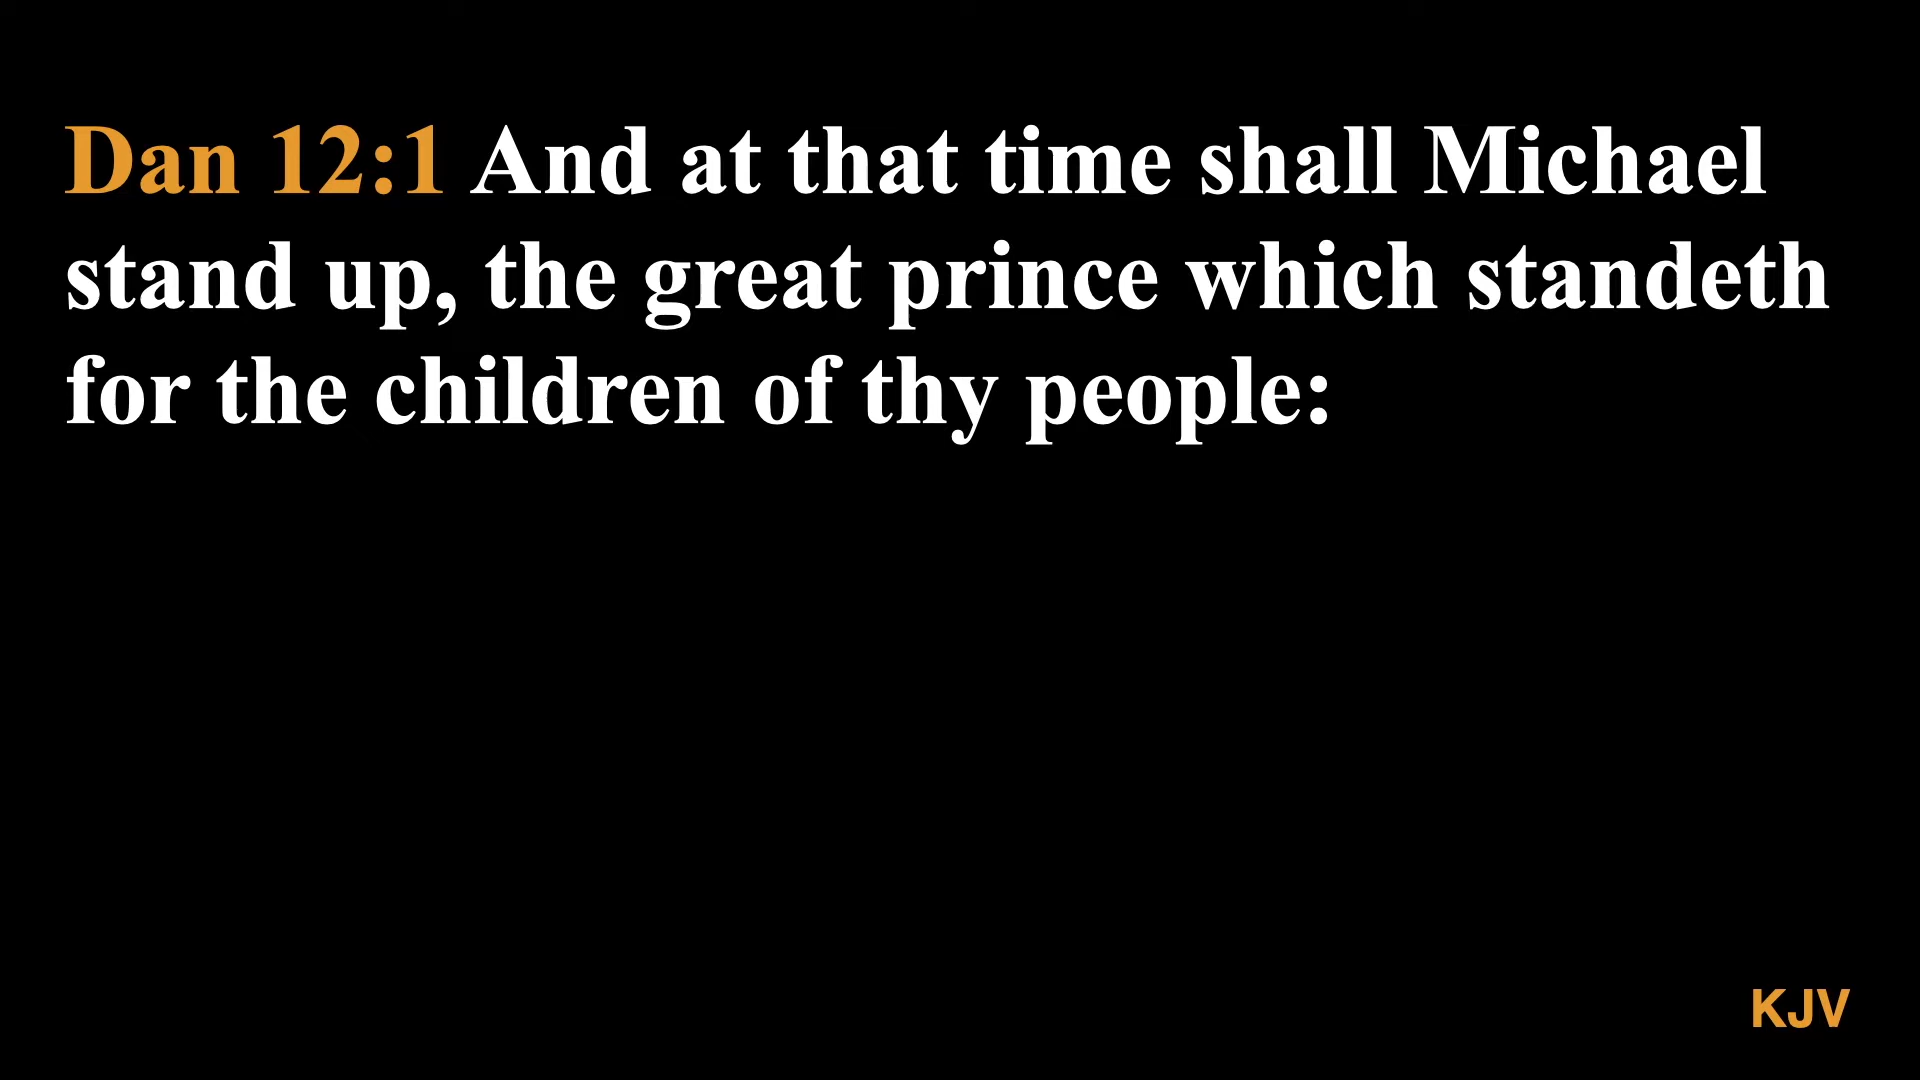 Dan 12:1 And at that time shall Michael
stand up, the great prince which standeth
for the children of thy people:
KJV